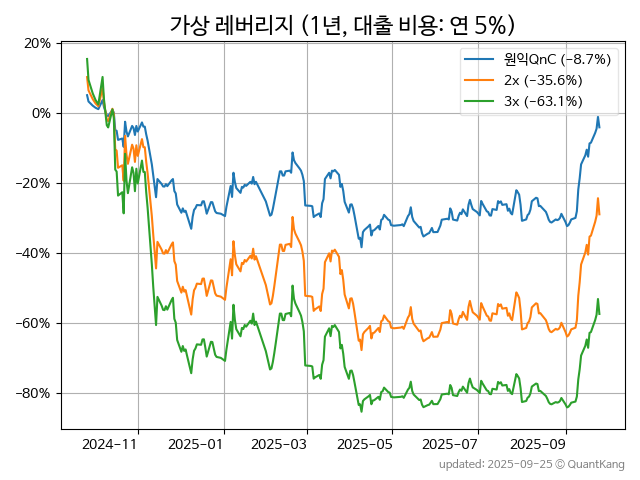 가상 레버리지 (1년, 대출 비용: 연 5%)
20%
0%
−20%
−40%
−60%
−80%
원익QnC (−8.7%)
2x (−35.6%)
3x (−63.1%)
2024-11
2025-01
2025-03
2025-05
2025-07
2025-09
updated: 2025-09-25 © QuantKang